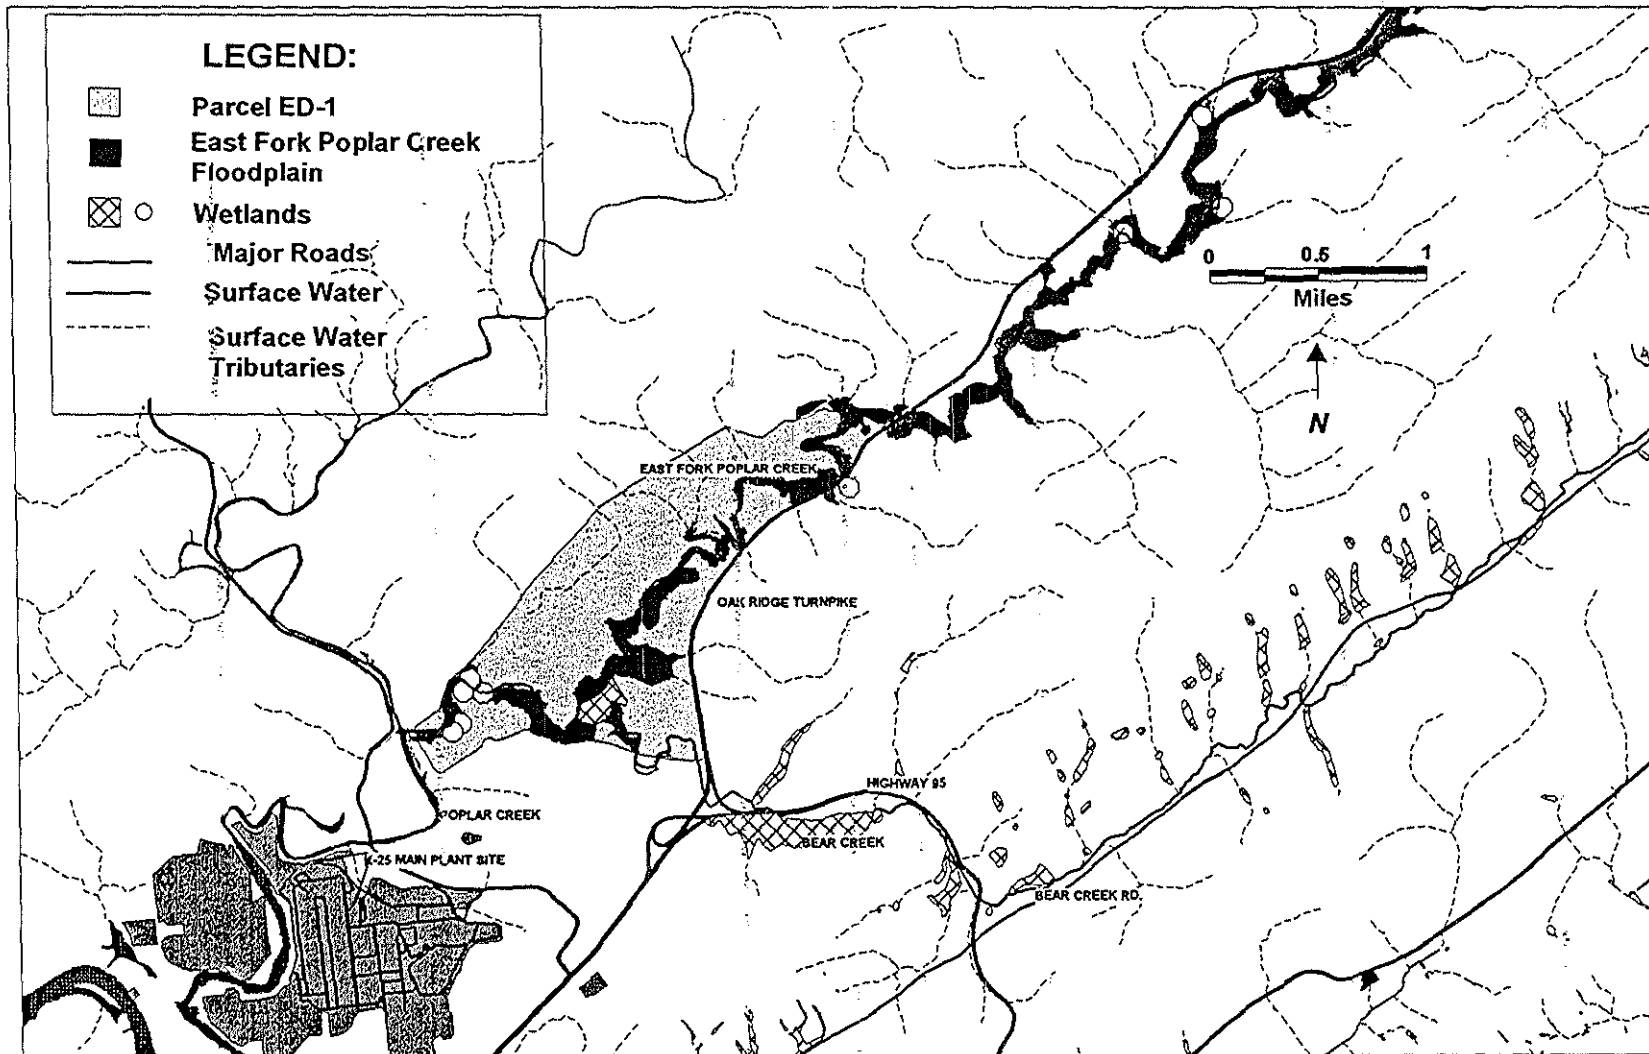 LEGEND:
Parcel ED-1
East Fork Poplar Creek
Floodplain
Wetlands
Major Roads
Surface Water
Surface Water
Tributaries
0 0.5 1
Miles
N
EAST FORK POPLAR CREEK
OAK RIDGE TURNPIKE
HIGHWAY 95
POPLAR CREEK
BEAR CREEK
K-25 MAIN PLANT SITE
BEAR CREEK RD.